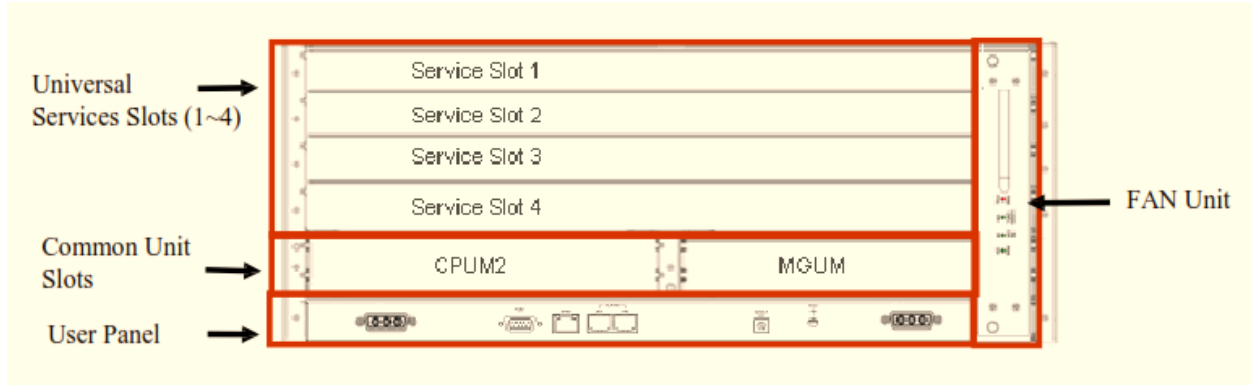 Universal
Services Slots (1~4)
Service Slot 1
Service Slot 2
Service Slot 3
Service Slot 4
FAN Unit
Common Unit
Slots
CPUM2
MGUM
User Panel